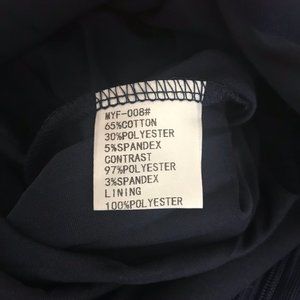 MYF-008#
65%COTTON
30%POLYESTER
5%SPANDEX
CONTRAST
97%POLYESTER
3%SPANDEX
LINING
100%POLYESTER